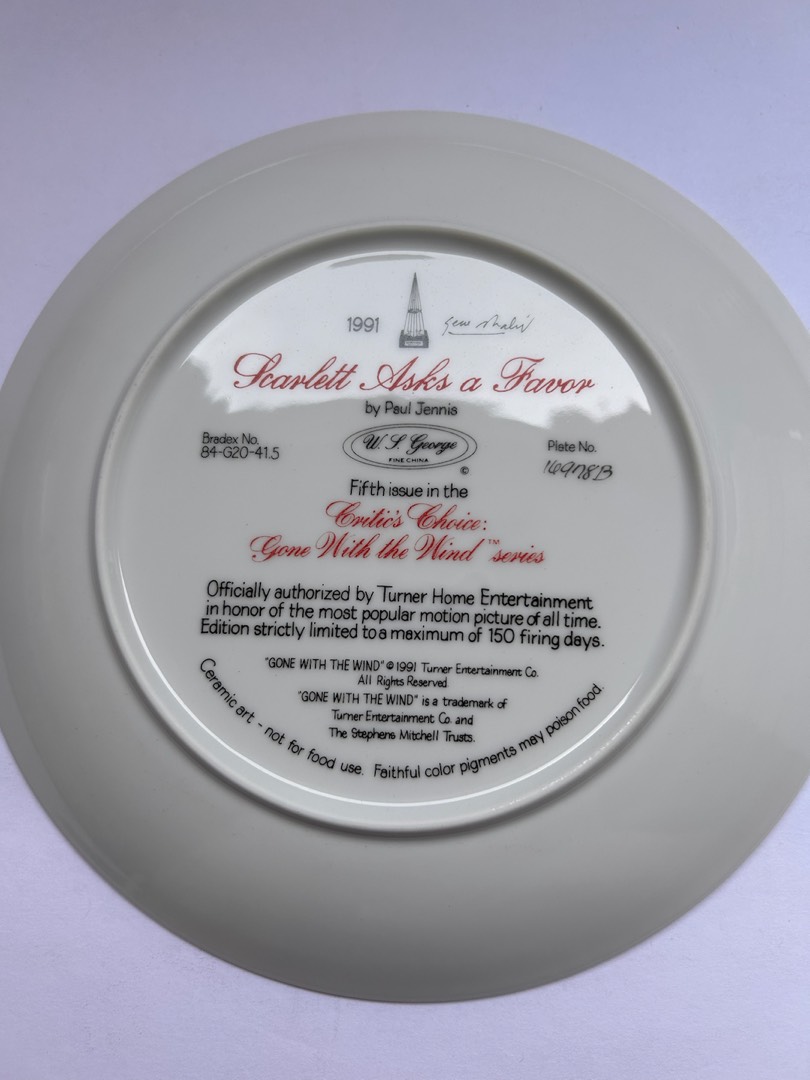 1991
Scarlett Asks a Favor
by Paul Jennis
Bradex No.
84-G20-41.5
W. S. George
FINE CHINA
©
Plate No.
16978B
Fifth issue in the
Critic's Choice:
Gone With the Wind™ series
Officially authorized by Turner Home Entertainment
in honor of the most popular motion picture of all time.
Edition strictly limited to a maximum of 150 firing days.
"GONE WITH THE WIND" © 1991 Turner Entertainment Co.
All Rights Reserved
"GONE WITH THE WIND" is a trademark of
Turner Entertainment Co. and
The Stephens Mitchell Trusts.
Ceramic art - not for food use. Faithful color pigments may poison food.